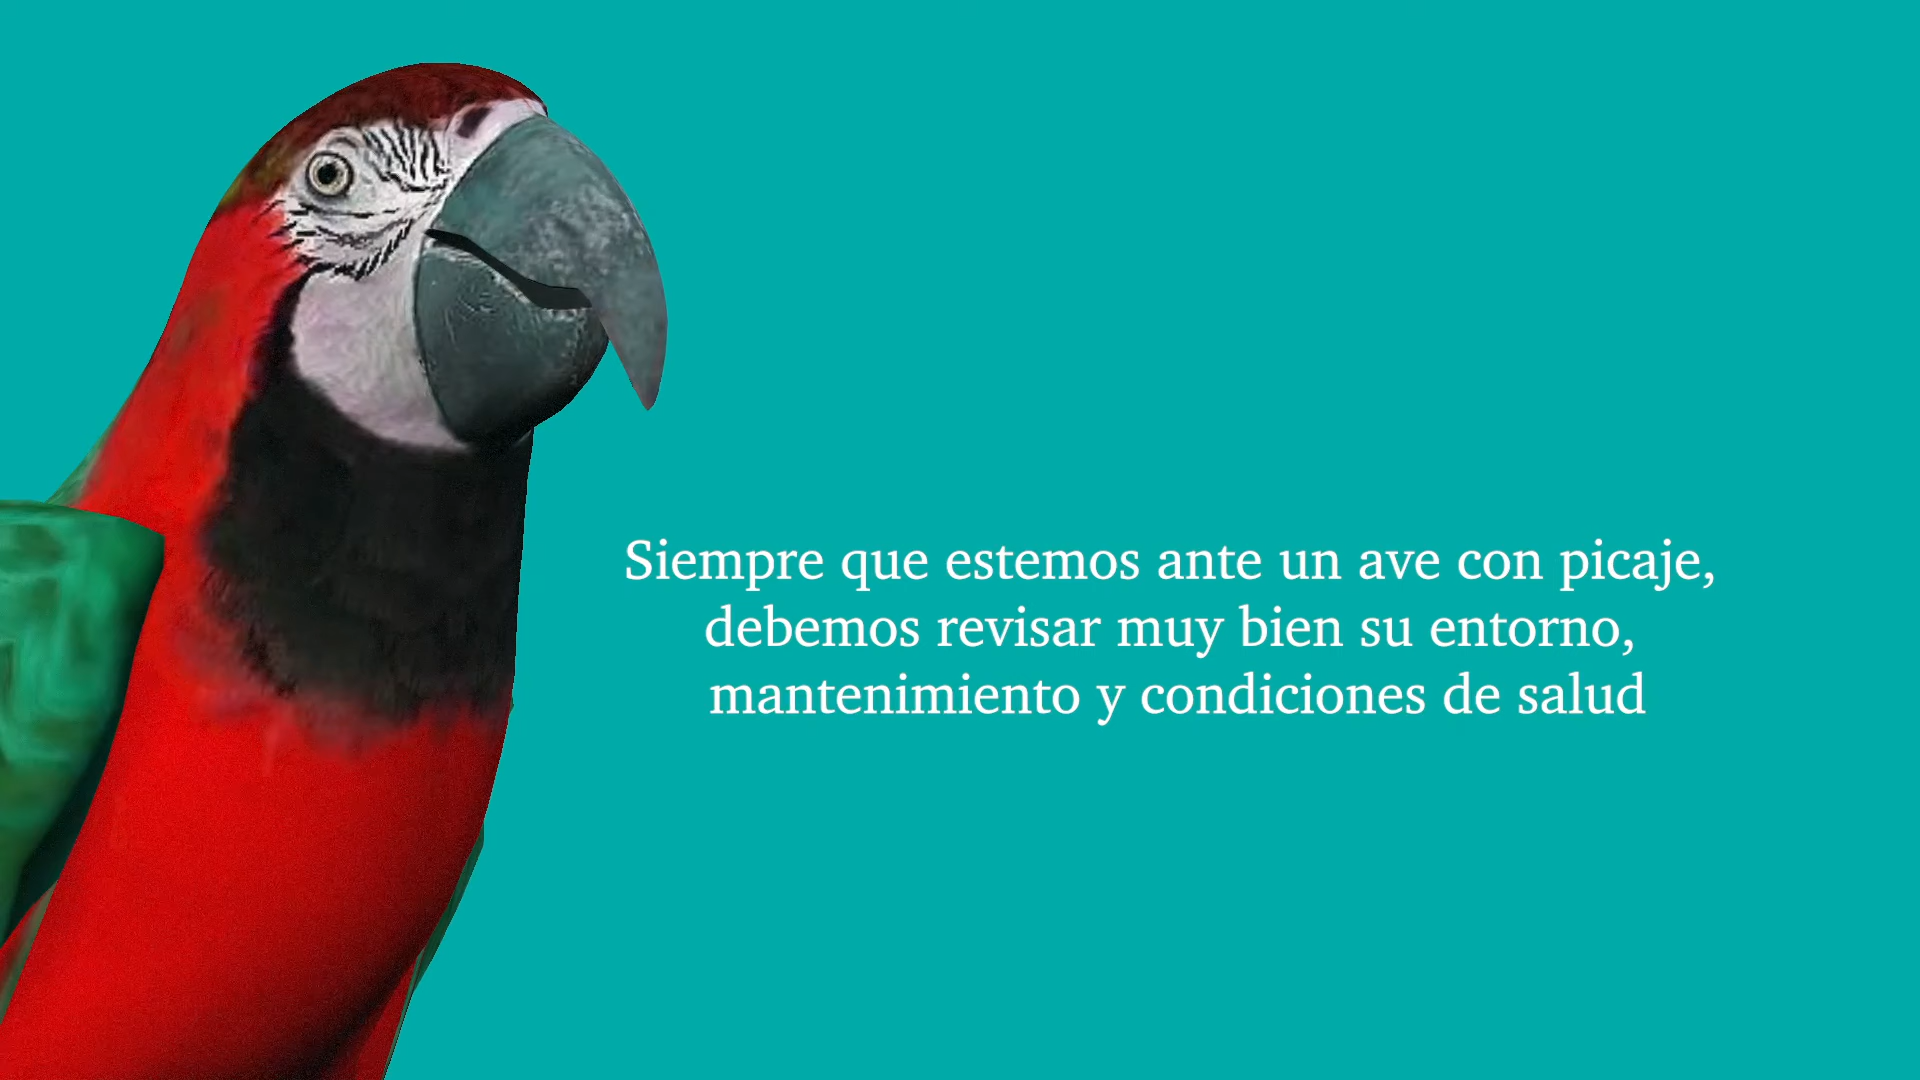 Siempre que estemos ante un ave con picaje,
debemos revisar muy bien su entorno,
mantenimiento y condiciones de salud